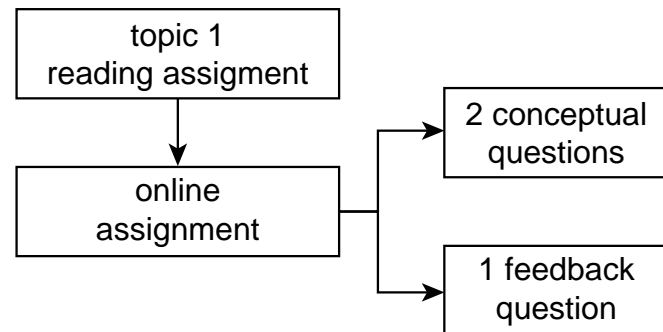 topic 1
reading assigment
online
assignment
2 conceptual
questions
1 feedback
question